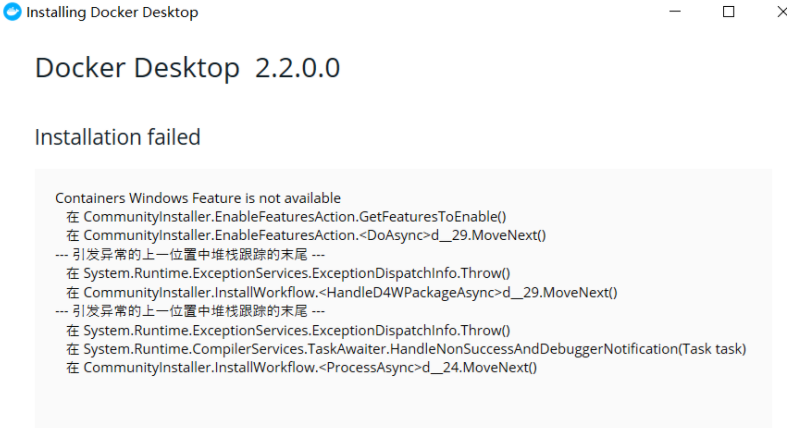 Installing Docker Desktop
Docker Desktop 2.2.0.0
Installation failed
Containers Windows Feature is not available
在 CommunityInstaller.EnableFeaturesAction.GetFeaturesToEnable()
在 CommunityInstaller.EnableFeaturesAction.<DoAsync>d__29.MoveNext()
--- 引发异常的上一位置中堆栈跟踪的末尾 ---
在 System.Runtime.ExceptionServices.ExceptionDispatchInfo.Throw()
在 CommunityInstaller.InstallWorkflow.<HandleD4WPackageAsync>d__29.MoveNext()
--- 引发异常的上一位置中堆栈跟踪的末尾 ---
在 System.Runtime.ExceptionServices.ExceptionDispatchInfo.Throw()
在 System.Runtime.CompilerServices.TaskAwaiter.HandleNonSuccessAndDebuggerNotification(Task task)
在 CommunityInstaller.InstallWorkflow.<ProcessAsync>d__24.MoveNext()